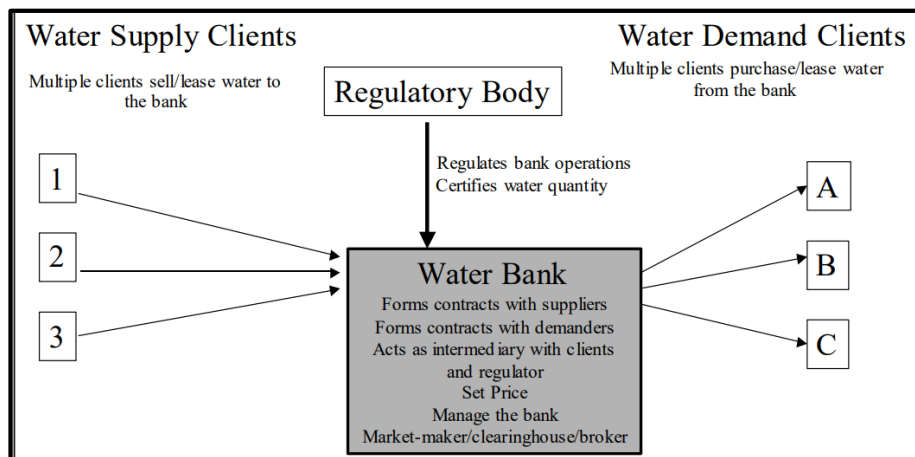 Water Supply Clients
Multiple clients sell/lease water to
the bank
Water Demand Clients
Multiple clients purchase/lease water
from the bank
Regulatory Body
Regulates bank operations
Certifies water quantity
1
2
3
A
B
C
Water Bank
Forms contracts with suppliers
Forms contracts with demanders
Acts as intermediary with clients
and regulator
Set Price
Manage the bank
Market-maker/clearinghouse/broker